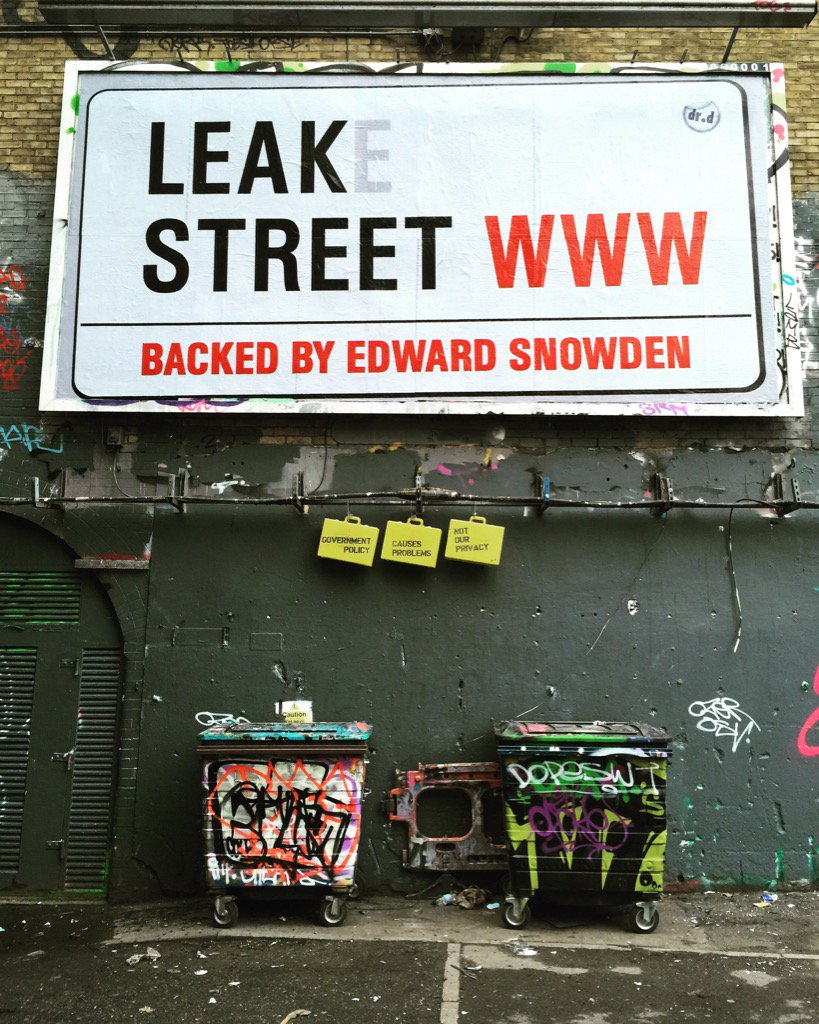 dr.d
LEAKE
STREET WWW
BACKED BY EDWARD SNOWDEN
GOVERNMENT
POLICY
CAUSES
PROBLEMS
NOT
OUR
PRIVACY
Caution